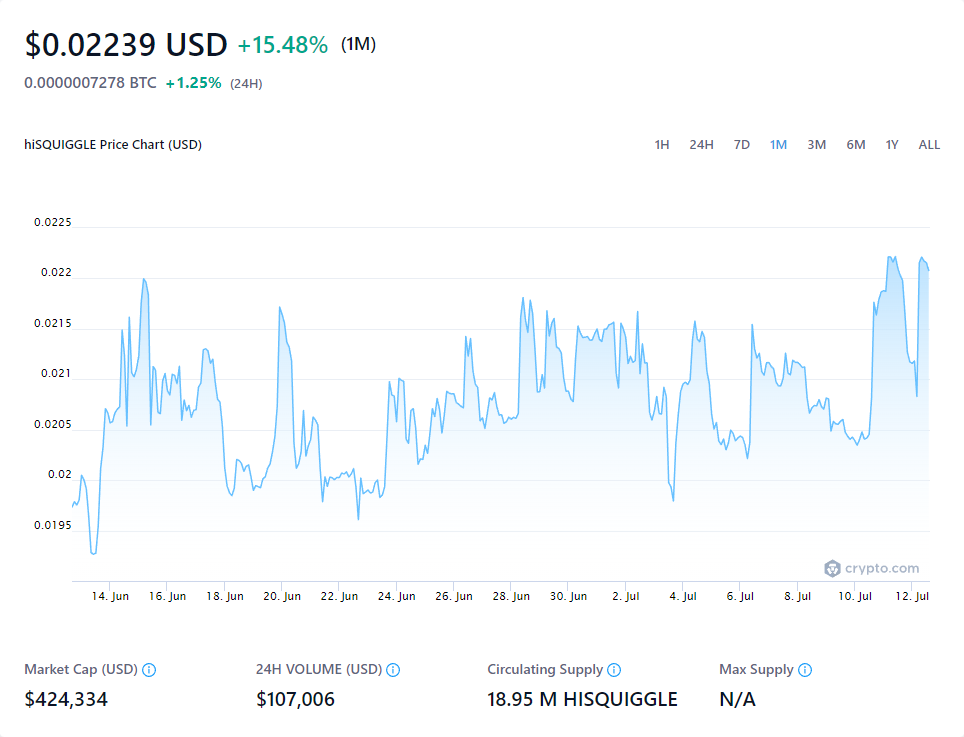 $0.02239 USD +15.48% (1M)
0.0000007278 BTC +1.25% (24H)
hiSQUIGGLE Price Chart (USD) 1H 24H 7D 1M 3M 6M 1Y ALL
0.0225
0.022
0.0215
0.021
0.0205
0.02
0.0195
crypto.com
14. Jun 16. Jun 18. Jun 20. Jun 22. Jun 24. Jun 26. Jun 28. Jun 30. Jun 2. Jul 4. Jul 6. Jul 8. Jul 10. Jul 12. Jul
Market Cap (USD) 24H VOLUME (USD) Circulating Supply Max Supply
$424,334 $107,006 18.95 M HISQUIGGLE N/A